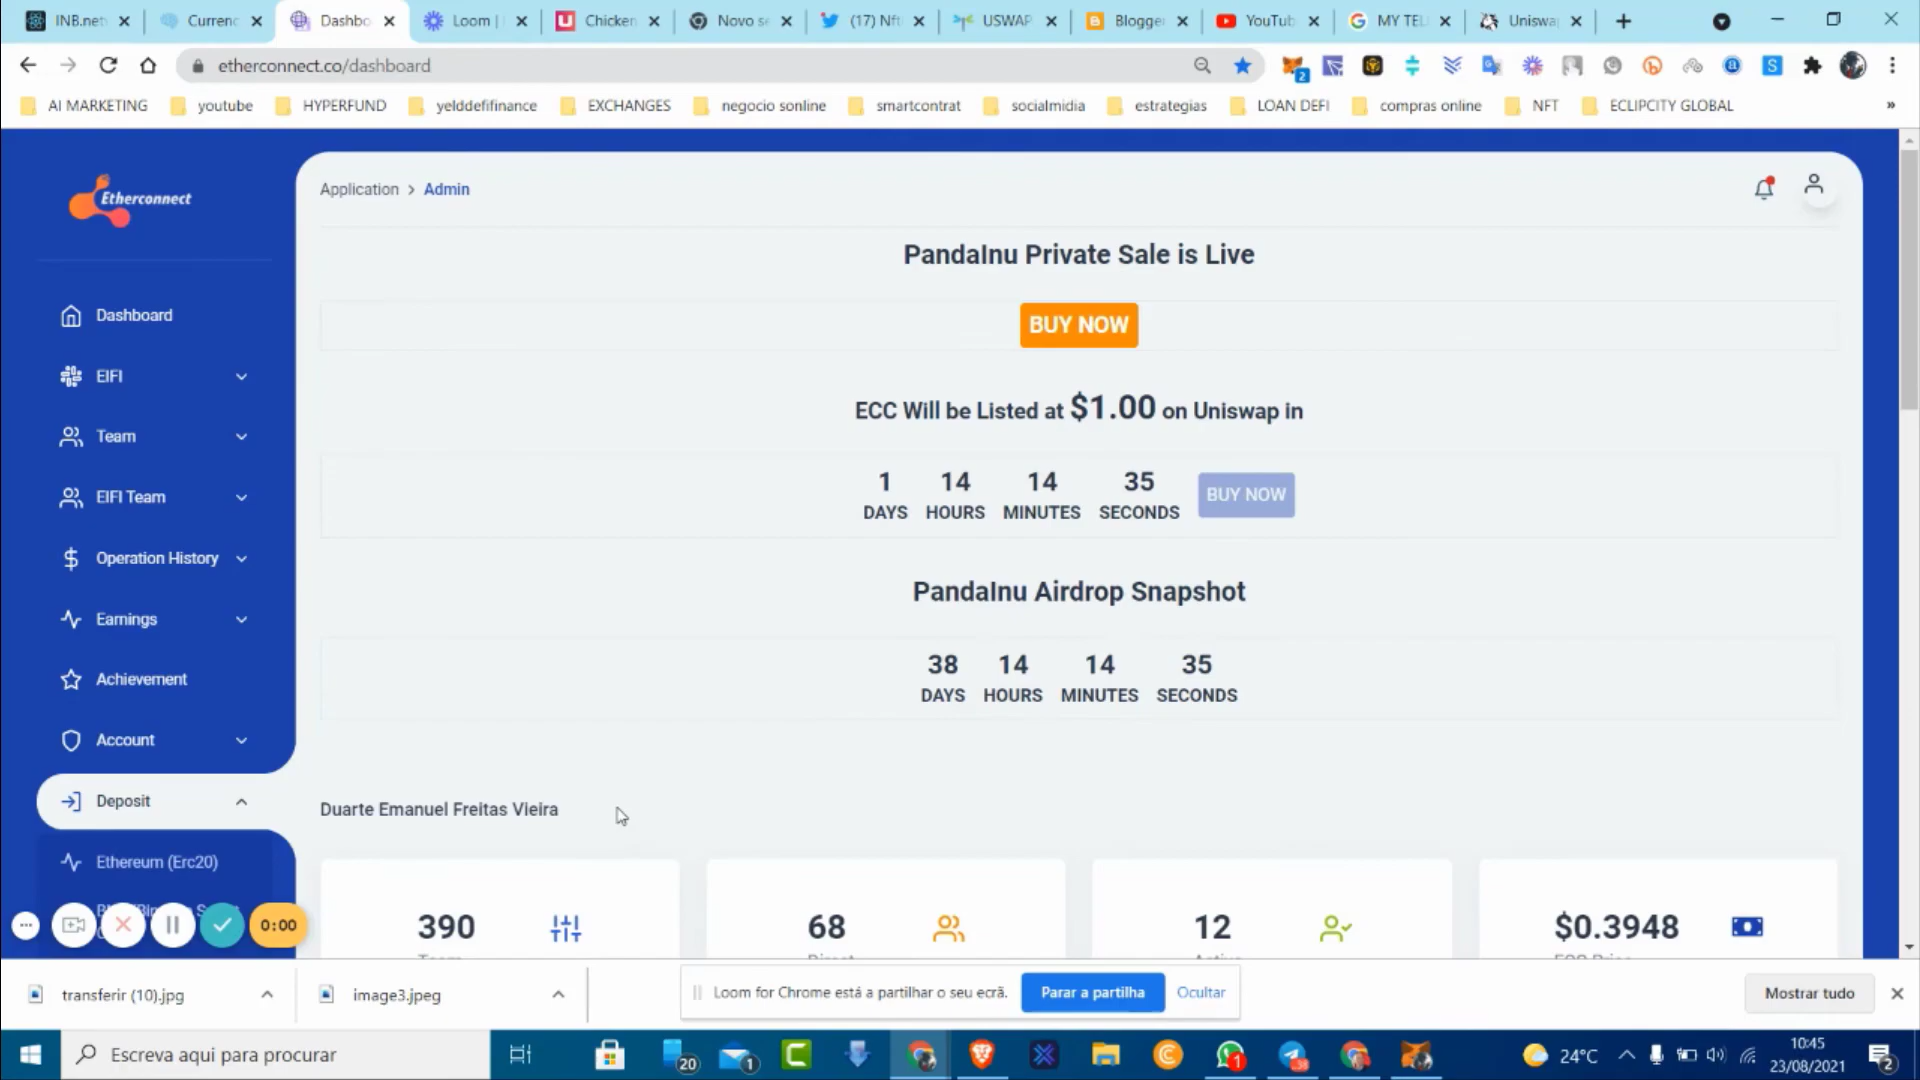 INB.net
Currenc
Dashbo
Loom |
Chicken
Novo se
(17) Nft
USWAP
Blogge
YouTub
MY TEL
Uniswa
etherconnect.co/dashboard
2
AI MARKETING
youtube
HYPERFUND
yelddefifinance
EXCHANGES
negocio sonline
smartcontrat
socialmidia
estrategias
LOAN DEFI
compras online
NFT
ECLIPCITY GLOBAL
»
Etherconnect
Application > Admin
Dashboard
EIFI
Team
EIFI Team
Operation History
Earnings
Achievement
Account
Deposit
Ethereum (Erc20)
0:00
PandaInu Private Sale is Live
BUY NOW
ECC Will be Listed at $1.00 on Uniswap in
1 14 14 35
DAYS HOURS MINUTES SECONDS
BUY NOW
PandaInu Airdrop Snapshot
38 14 14 35
DAYS HOURS MINUTES SECONDS
Duarte Emanuel Freitas Vieira
390
68
12
$0.3948
transferir (10).jpg
image3.jpeg
Loom for Chrome está a partilhar o seu ecrã.
Parar a partilha
Ocultar
Mostrar tudo
Escreva aqui para procurar
20
1
1
24°C
10:45
23/08/2021
2